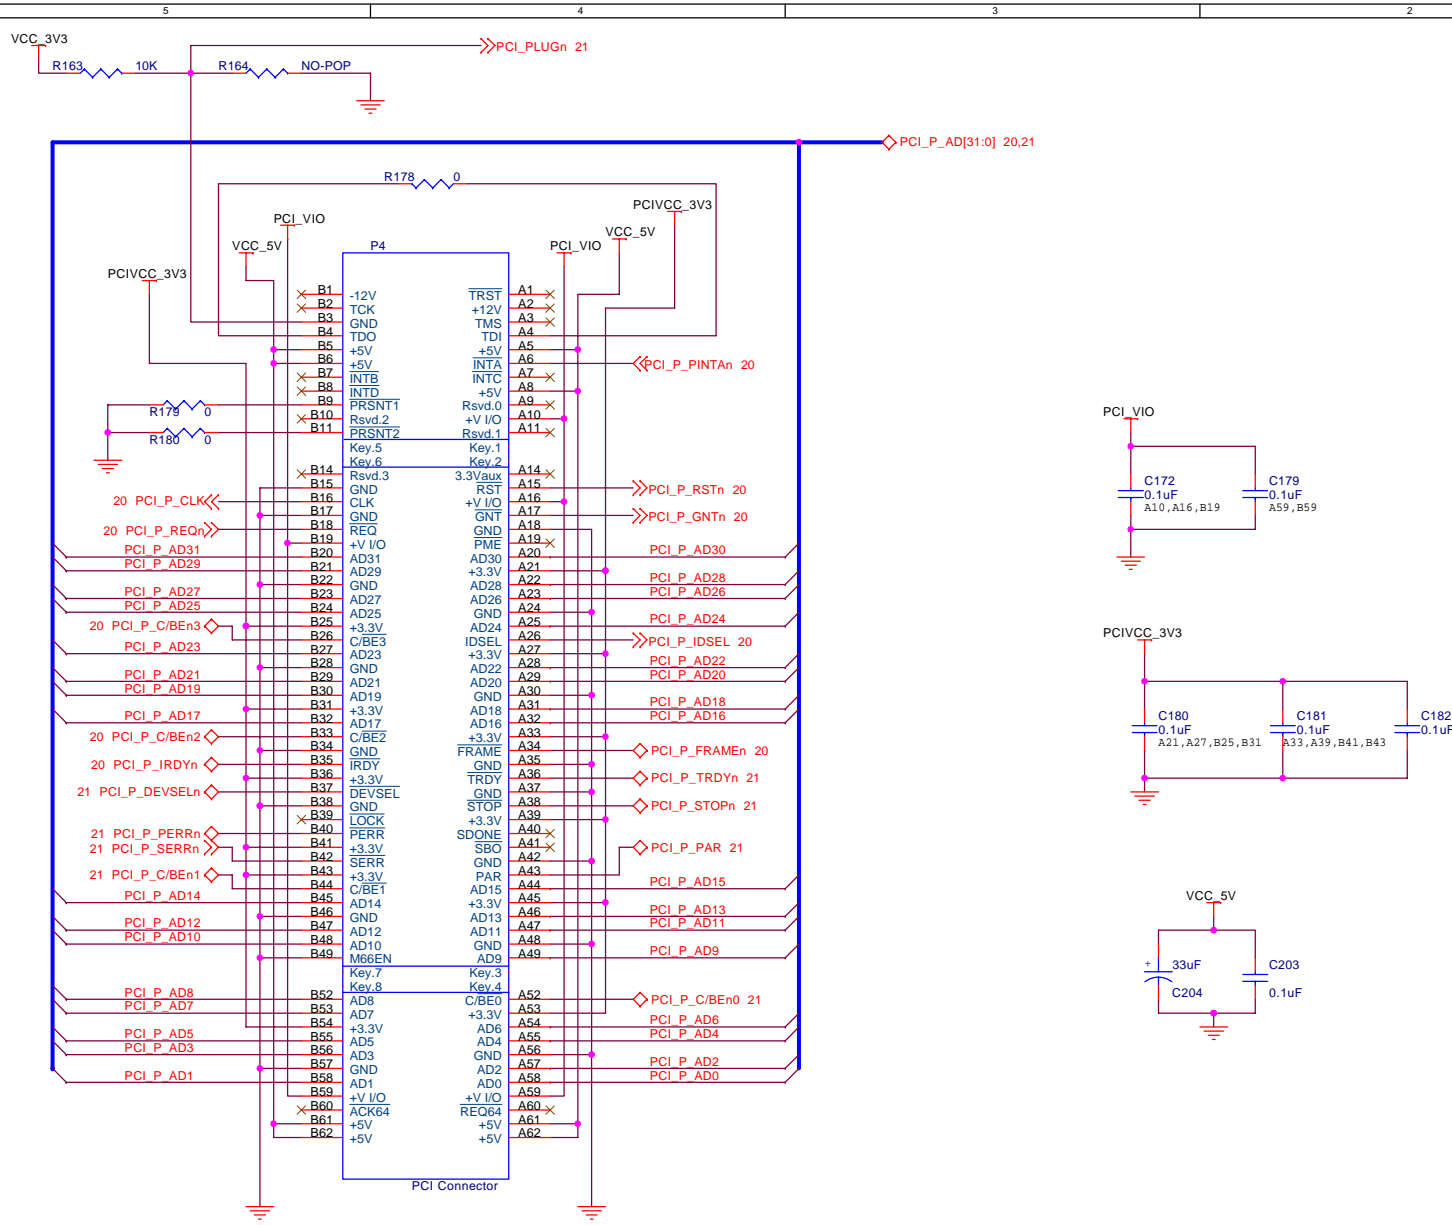 5 4 3 2
VCC_3V3
R163 10K R164 NO-POP
PCI_PLUGn 21
PCI_P_AD[31:0] 20,21
R178 0
PCI_VIO
VCC_5V
PCIVCC_3V3
P4
PCIVCC_3V3
VCC_5V
PCI_VIO
B1 -12V TRST A1
B2 TCK +12V A2
B3 GND TMS A3
B4 TDO TDI A4
B5 +5V +5V A5
B6 +5V INTA A6 PCI_P_PINTAn 20
B7 INTB INTC A7
B8 INTD +5V A8
R179 0 B9 PRSNT1 Rsvd.0 A9
B10 Rsvd.2 +V I/O A10
R180 0 B11 PRSNT2 Rsvd.1 A11
Key.5 Key.1
Key.6 Key.2
B14 Rsvd.3 3.3Vaux A14
B15 GND RST A15 PCI_P_RSTn 20
20 PCI_P_CLK B16 CLK +V I/O A16
B17 GND GNT A17 PCI_P_GNTn 20
20 PCI_P_REQn B18 REQ GND A18
B19 +V I/O PME A19
PCI_P_AD31 B20 AD31 AD30 A20 PCI_P_AD30
PCI_P_AD29 B21 AD29 +3.3V A21
B22 GND AD28 A22 PCI_P_AD28
PCI_P_AD27 B23 AD27 AD26 A23 PCI_P_AD26
PCI_P_AD25 B24 AD25 GND A24
B25 +3.3V AD24 A25 PCI_P_AD24
20 PCI_P_C/BEn3 B26 C/BE3 IDSEL A26 PCI_P_IDSEL 20
PCI_P_AD23 B27 AD23 +3.3V A27
B28 GND AD22 A28 PCI_P_AD22
PCI_P_AD21 B29 AD21 AD20 A29 PCI_P_AD20
PCI_P_AD19 B30 AD19 GND A30
B31 +3.3V AD18 A31 PCI_P_AD18
PCI_P_AD17 B32 AD17 AD16 A32 PCI_P_AD16
20 PCI_P_C/BEn2 B33 C/BE2 +3.3V A33
B34 GND FRAME A34 PCI_P_FRAMEn 20
20 PCI_P_IRDYn B35 IRDY GND A35
B36 +3.3V TRDY A36 PCI_P_TRDYn 21
21 PCI_P_DEVSELn B37 DEVSEL GND A37
B38 GND STOP A38 PCI_P_STOPn 21
B39 LOCK +3.3V A39
21 PCI_P_PERRn B40 PERR SDONE A40
21 PCI_P_SERRn B41 +3.3V SBO A41 PCI_P_PAR 21
B42 SERR GND A42
21 PCI_P_C/BEn1 B43 +3.3V PAR A43
B44 C/BE1 AD15 A44 PCI_P_AD15
PCI_P_AD14 B45 AD14 +3.3V A45
B46 GND AD13 A46 PCI_P_AD13
PCI_P_AD12 B47 AD12 AD11 A47 PCI_P_AD11
PCI_P_AD10 B48 AD10 GND A48
B49 M66EN AD9 A49 PCI_P_AD9
Key.7 Key.3
Key.8 Key.4
PCI_P_AD8 B52 AD8 C/BE0 A52 PCI_P_C/BEn0 21
PCI_P_AD7 B53 AD7 +3.3V A53
B54 +3.3V AD6 A54 PCI_P_AD6
PCI_P_AD5 B55 AD5 AD4 A55 PCI_P_AD4
PCI_P_AD3 B56 AD3 GND A56
B57 GND AD2 A57 PCI_P_AD2
PCI_P_AD1 B58 AD1 AD0 A58 PCI_P_AD0
B59 +V I/O +V I/O A59
B60 ACK64 REQ64 A60
B61 +5V +5V A61
B62 +5V +5V A62
PCI Connector
PCI_VIO
C172 C179
0.1uF 0.1uF
A10,A16,B19 A59,B59
PCIVCC_3V3
C180 C181 C182
0.1uF 0.1uF 0.1uF
A21,A27,B25,B31 A33,A39,B41,B43
VCC_5V
+ 33uF C203
C204 0.1uF